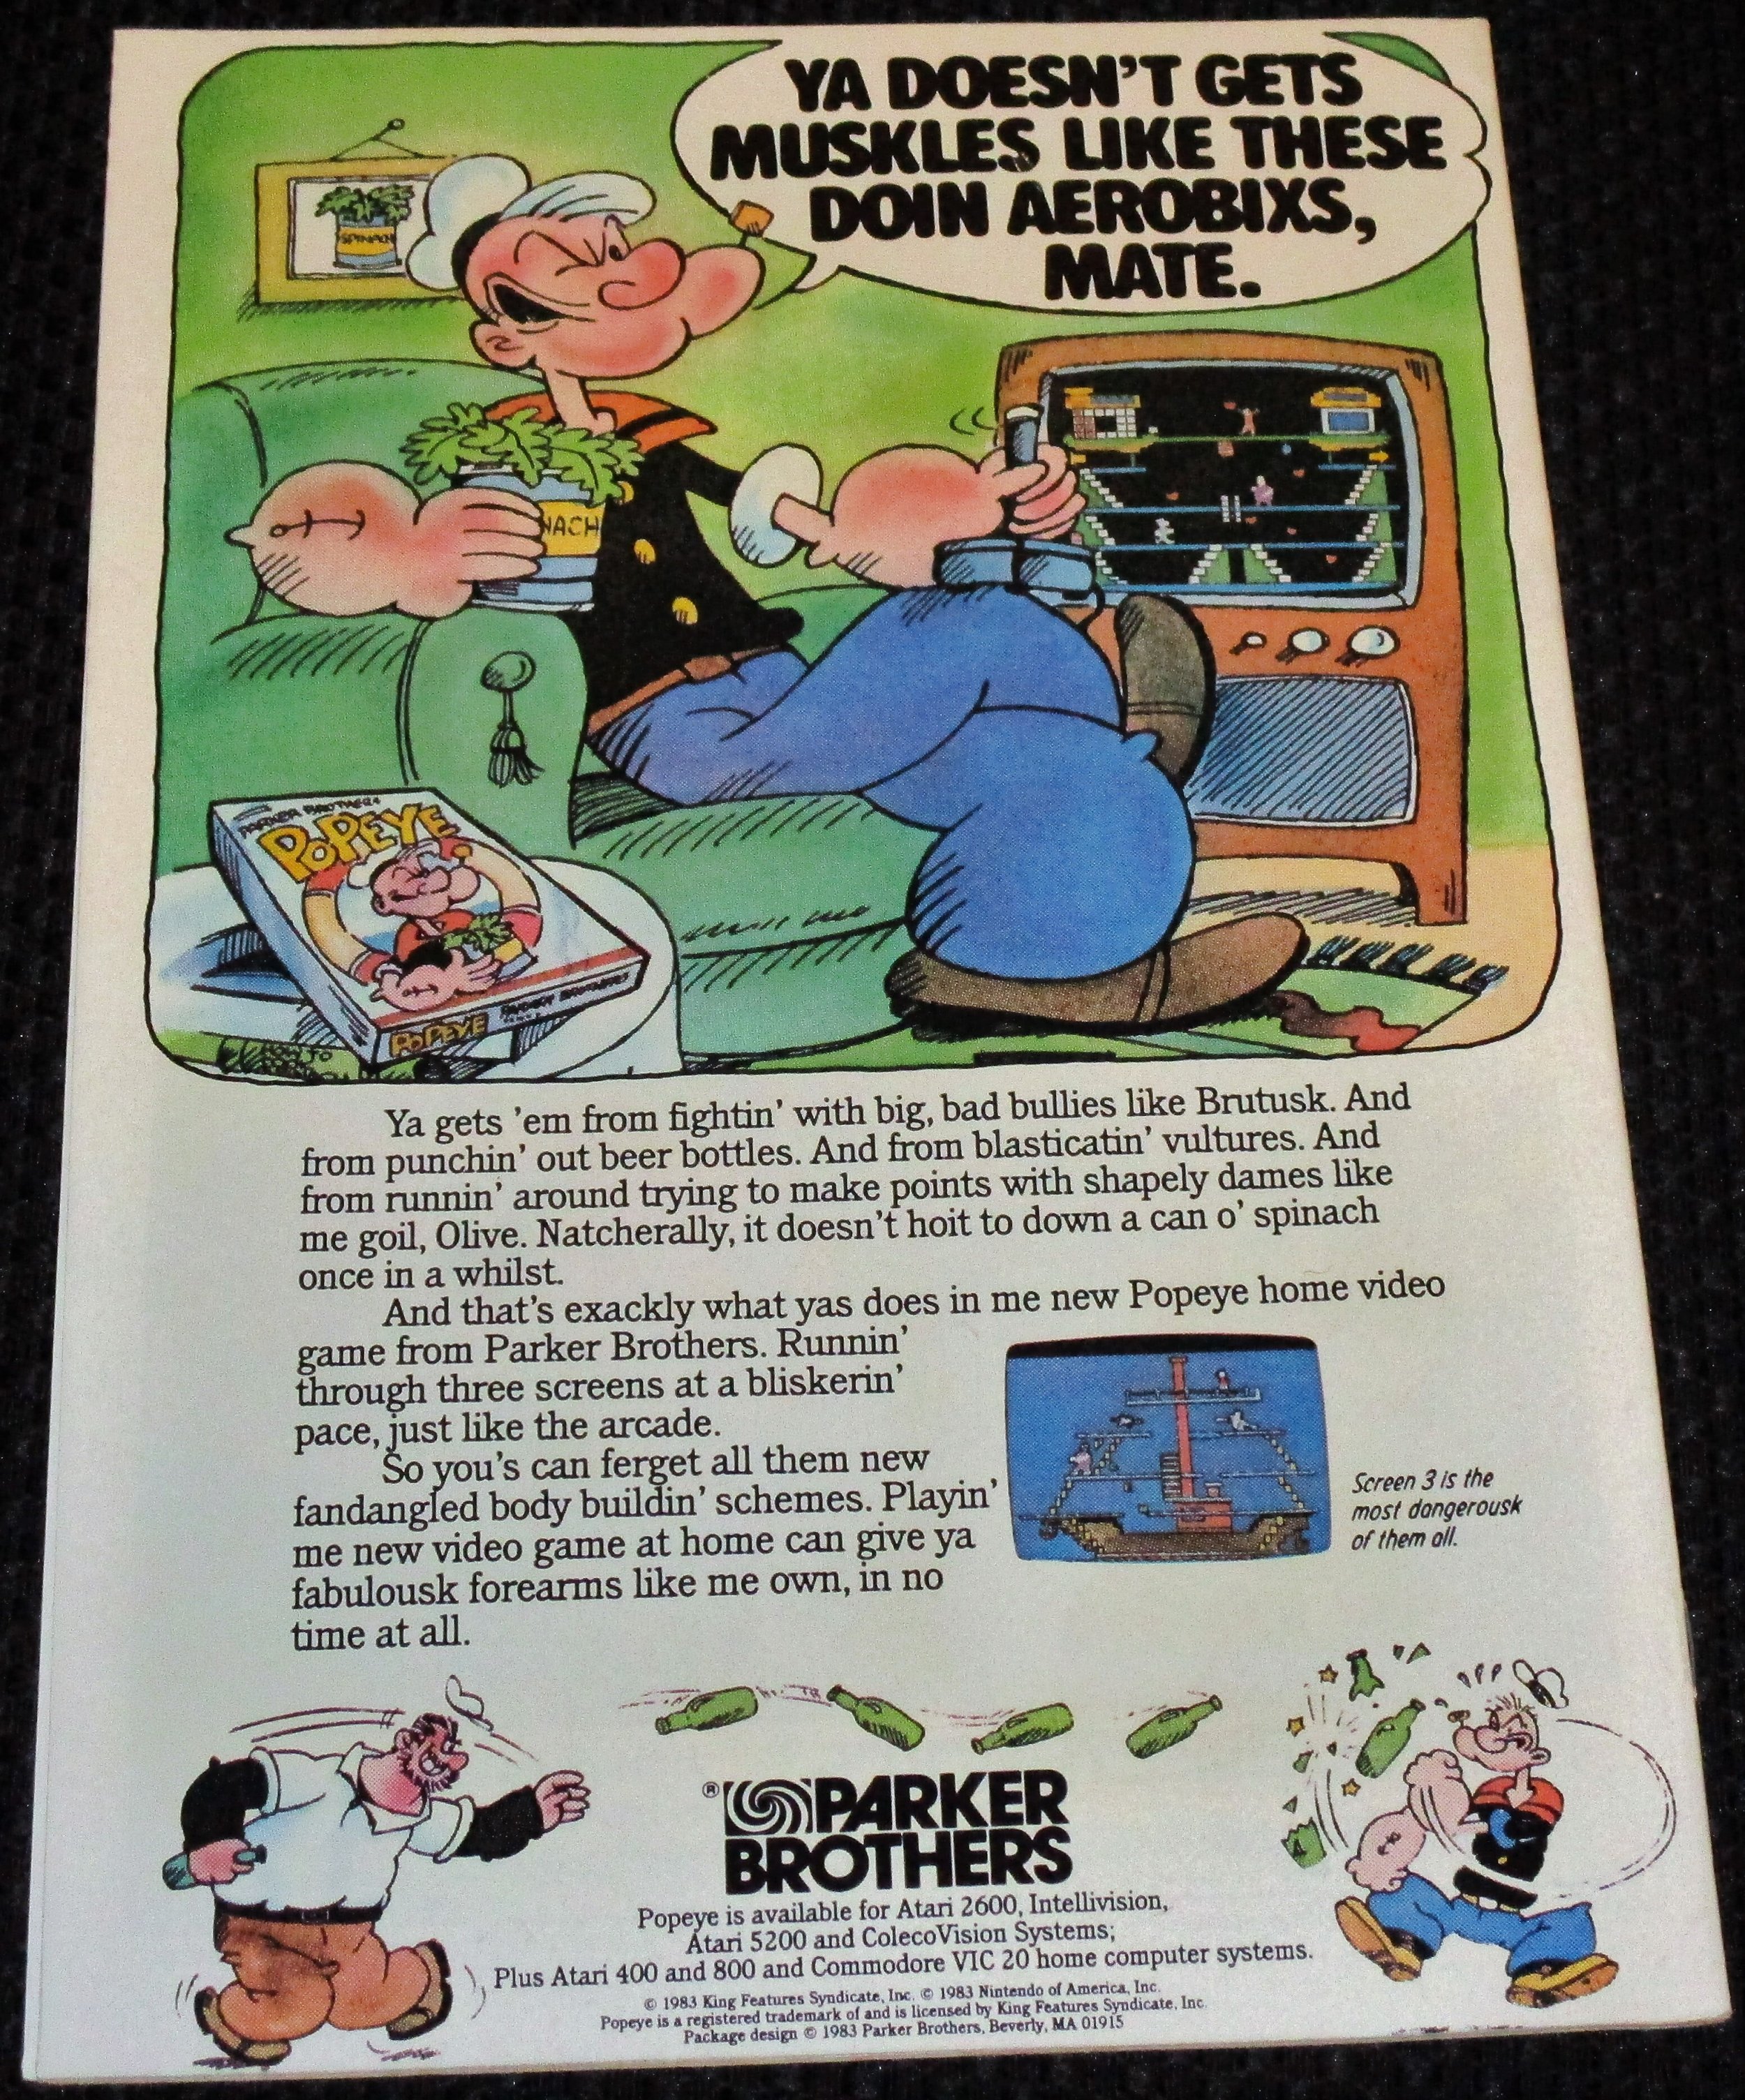 YA DOESN'T GETS
MUSKLES LIKE THESE
DOIN AEROBIXS,
MATE.
SPINACH
NACH
PARKER BROTHERS
POPEYE
POPEYE
PARKER BROTHERS
Ya gets 'em from fightin' with big, bad bullies like Brutusk. And
from punchin' out beer bottles. And from blasticatin' vultures. And
from runnin' around trying to make points with shapely dames like
me goil, Olive. Natcherally, it doesn't hoit to down a can o' spinach
once in a whilst.
And that's exackly what yas does in me new Popeye home video
game from Parker Brothers. Runnin'
through three screens at a bliskerin'
pace, just like the arcade.
So you's can ferget all them new
fandangled body buildin' schemes. Playin'
me new video game at home can give ya
fabulousk forearms like me own, in no
time at all.
Screen 3 is the
most dangerousk
of them all.
® PARKER
BROTHERS
Popeye is available for Atari 2600, Intellivision,
Atari 5200 and ColecoVision Systems;
Plus Atari 400 and 800 and Commodore VIC 20 home computer systems.
© 1983 King Features Syndicate, Inc. © 1983 Nintendo of America, Inc.
Popeye is a registered trademark of and is licensed by King Features Syndicate, Inc.
Package design © 1983 Parker Brothers, Beverly, MA 01915